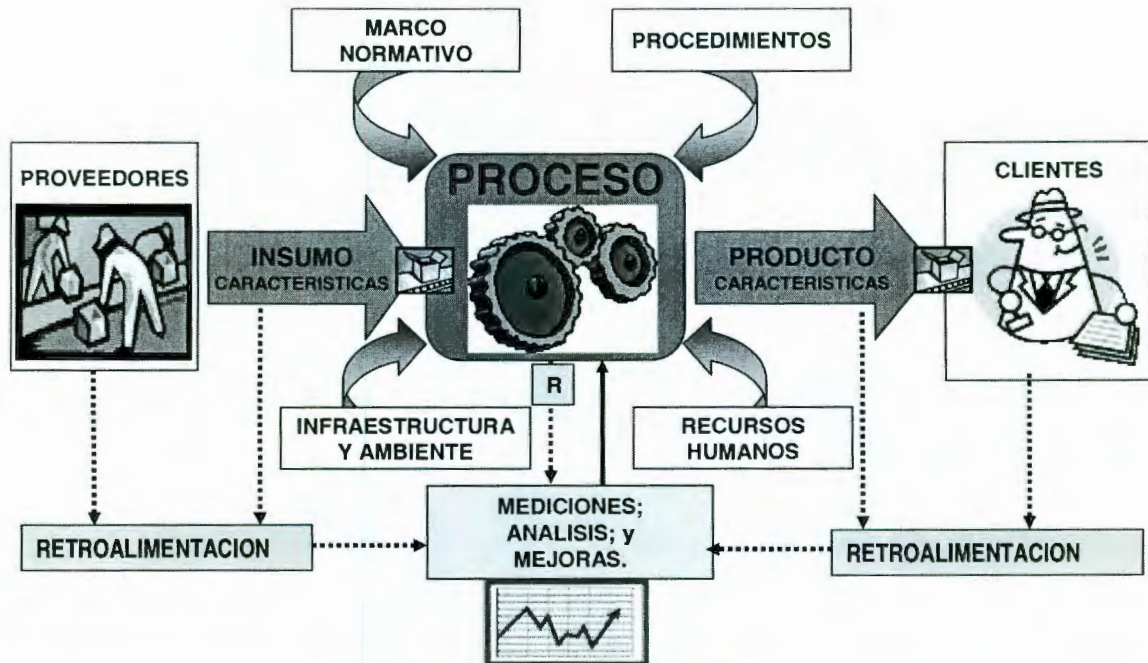 MARCO
NORMATIVO
PROCEDIMIENTOS
PROVEEDORES
PROCESO
CLIENTES
INSUMO
CARACTERISTICAS
PRODUCTO
CARACTERISTICAS
R
INFRAESTRUCTURA
Y AMBIENTE
RECURSOS
HUMANOS
MEDICIONES;
ANALISIS; y
MEJORAS.
RETROALIMENTACION
RETROALIMENTACION